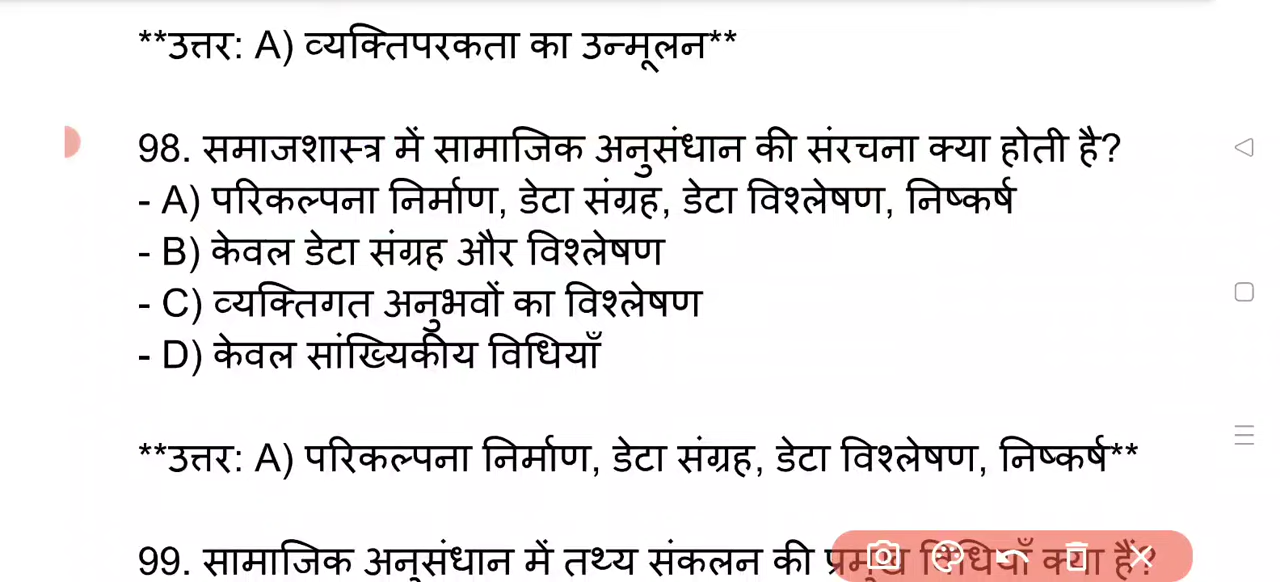 **उत्तर: A) व्यक्तिपरकता का उन्मूलन**
98. समाजशास्त्र में सामाजिक अनुसंधान की संरचना क्या होती है?
- A) परिकल्पना निर्माण, डेटा संग्रह, डेटा विश्लेषण, निष्कर्ष
- B) केवल डेटा संग्रह और विश्लेषण
- C) व्यक्तिगत अनुभवों का विश्लेषण
- D) केवल सांख्यिकीय विधियाँ
**उत्तर: A) परिकल्पना निर्माण, डेटा संग्रह, डेटा विश्लेषण, निष्कर्ष**
99. सामाजिक अनुसंधान में तथ्य संकलन की प्रमुख विधियाँ क्या हैं?